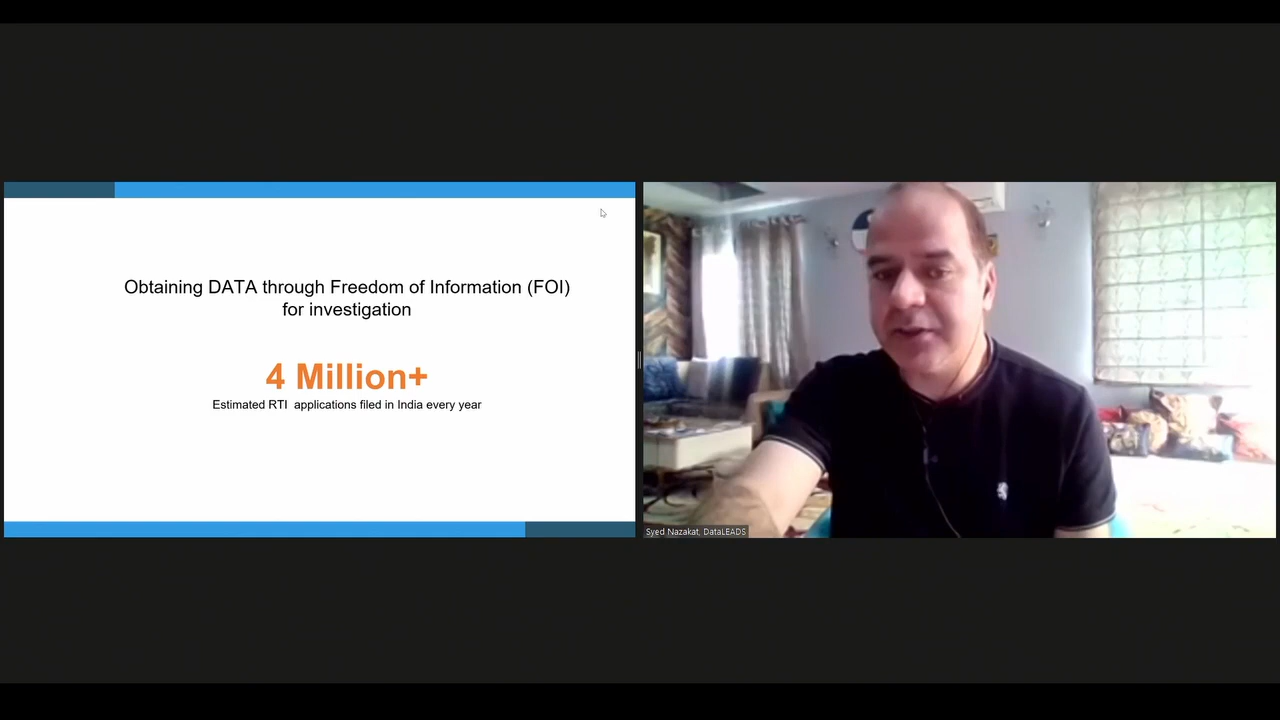 Obtaining DATA through Freedom of Information (FOI)
for investigation
4 Million+
Estimated RTI applications filed in India every year
Syed Nazakat, DataLEADS